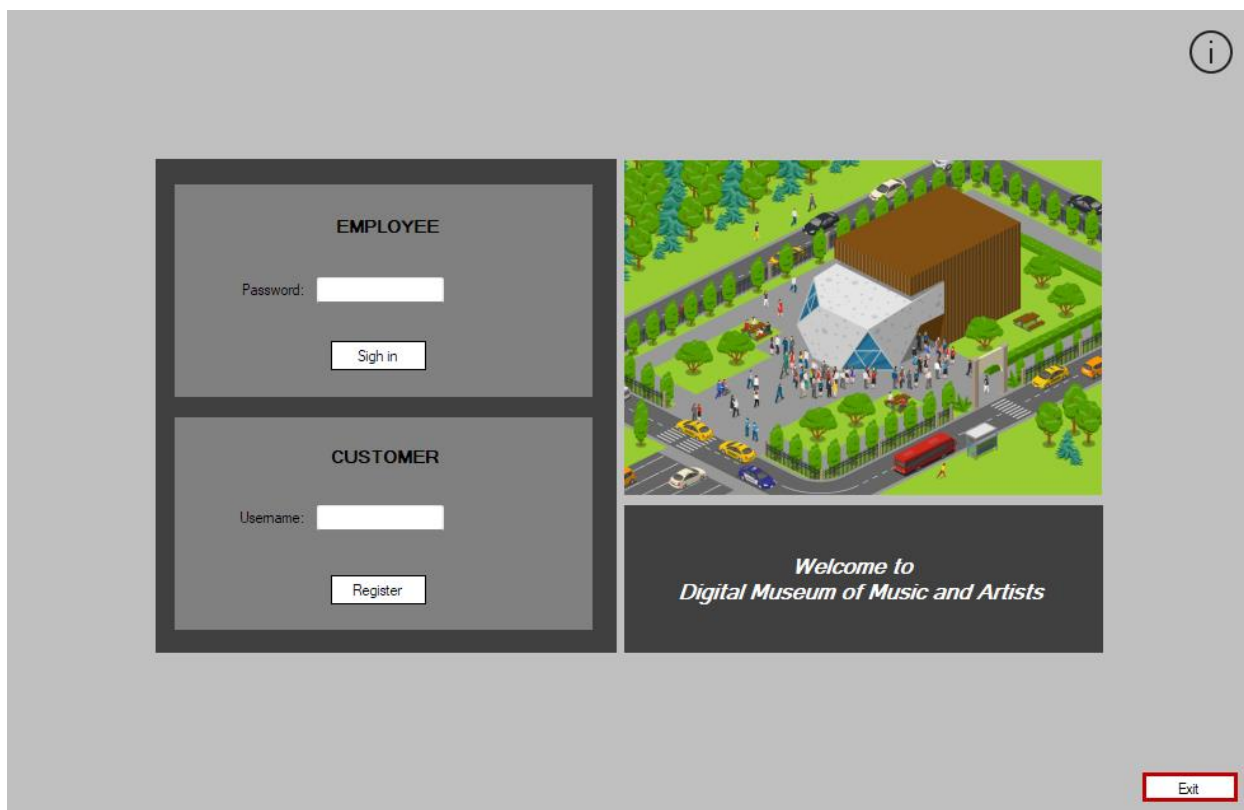 i
EMPLOYEE
Password:
Sigh in
CUSTOMER
Username:
Register
Welcome to
Digital Museum of Music and Artists
Exit